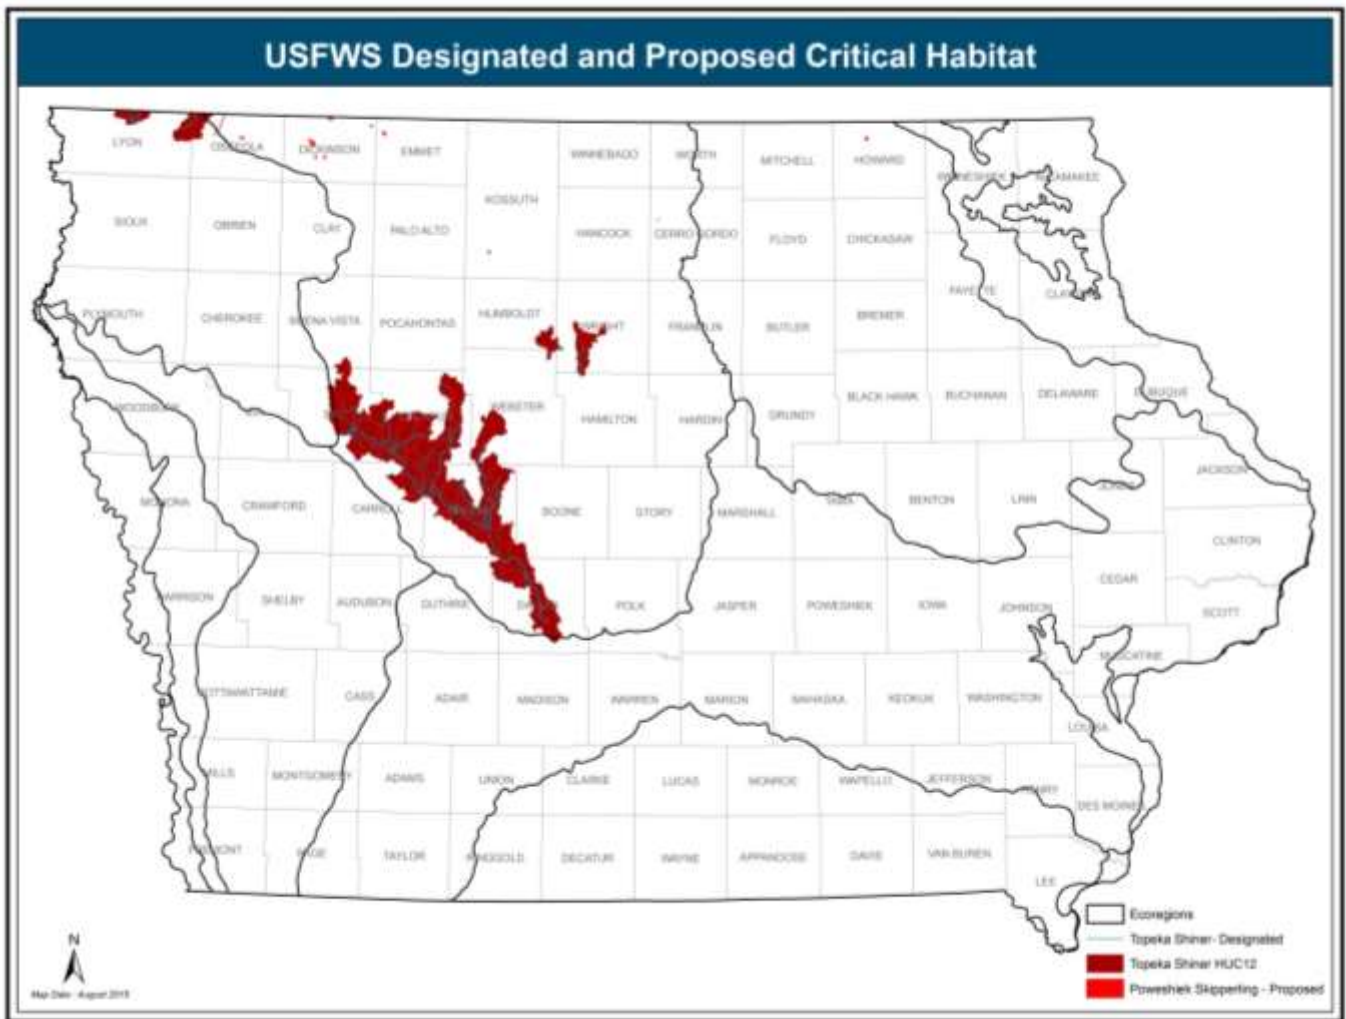 USFWS Designated and Proposed Critical Habitat
LYON OSCEOLA DICKINSON EMMET WINNEBAGO WORTH MITCHELL HOWARD WINNESHIEK
KOSSUTH
SIOUX OBRIEN CLAY PALO ALTO HANCOCK CERRO GORDO FLOYD CHICKASAW
PLYMOUTH CHEROKEE BUENA VISTA POCAHONTAS HUMBOLDT WRIGHT FRANKLIN BUTLER BREMER FAYETTE
WOODBURY WEBSTER HAMILTON HARDIN GRUNDY BLACK HAWK BUCHANAN DELAWARE DUBUQUE
MONONA CRAWFORD CARROLL BOONE STORY MARSHALL TAMA BENTON LINN JONES JACKSON
CLINTON
HARRISON SHELBY AUDUBON GUTHRIE POLK JASPER POWESHIEK IOWA JOHNSON CEDAR SCOTT
MUSCATINE
POTTAWATTAMIE CASS ADAIR MADISON WARREN MARION MAHASKA KEOKUK WASHINGTON LOUISA
MILLS MONTGOMERY ADAMS UNION CLARKE LUCAS MONROE WAPELLO JEFFERSON HENRY DES MOINES
FREMONT PAGE TAYLOR RINGGOLD DECATUR WAYNE APPANOOSE DAVIS VAN BUREN LEE
N
Map Date - August 2015
Ecoregions
Topeka Shiner- Designated
Topeka Shiner HUC12
Poweshiek Skipperling - Proposed